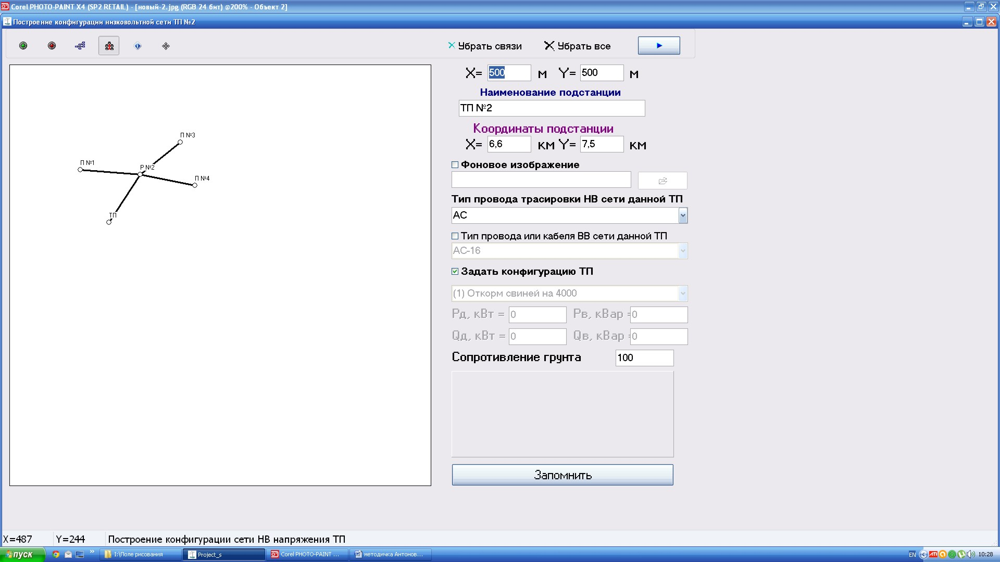 Corel PHOTO-PAINT X4 (SP2 RETAIL) - [новый-2.jpg (RGB 24 бит) @200% - Объект 2]
Построение конфигурации низковольтной сети ТП №2
Убрать связи
Убрать все
X= 500 м Y= 500 м
Наименование подстанции
ТП №2
Координаты подстанции
X= 6,6 км Y= 7,5 км
П №3
П №1
Р №2
П №4
ТП
Фоновое изображение
Тип провода трасировки НВ сети данной ТП
АС
Тип провода или кабеля ВВ сети данной ТП
АС-16
Задать конфигурацию ТП
(1) Откорм свиней на 4000
Рд, кВт = 0 Рв, кВар = 0
Qд, кВт = 0 Qв, кВар = 0
Сопротивление грунта 100
Запомнить
X=487 Y=244 Построение конфигурации сети НВ напряжения ТП
пуск » I:\Поле рисования Project_s Corel PHOTO-PAINT ... методичка Антонов... EN ATI 10:28